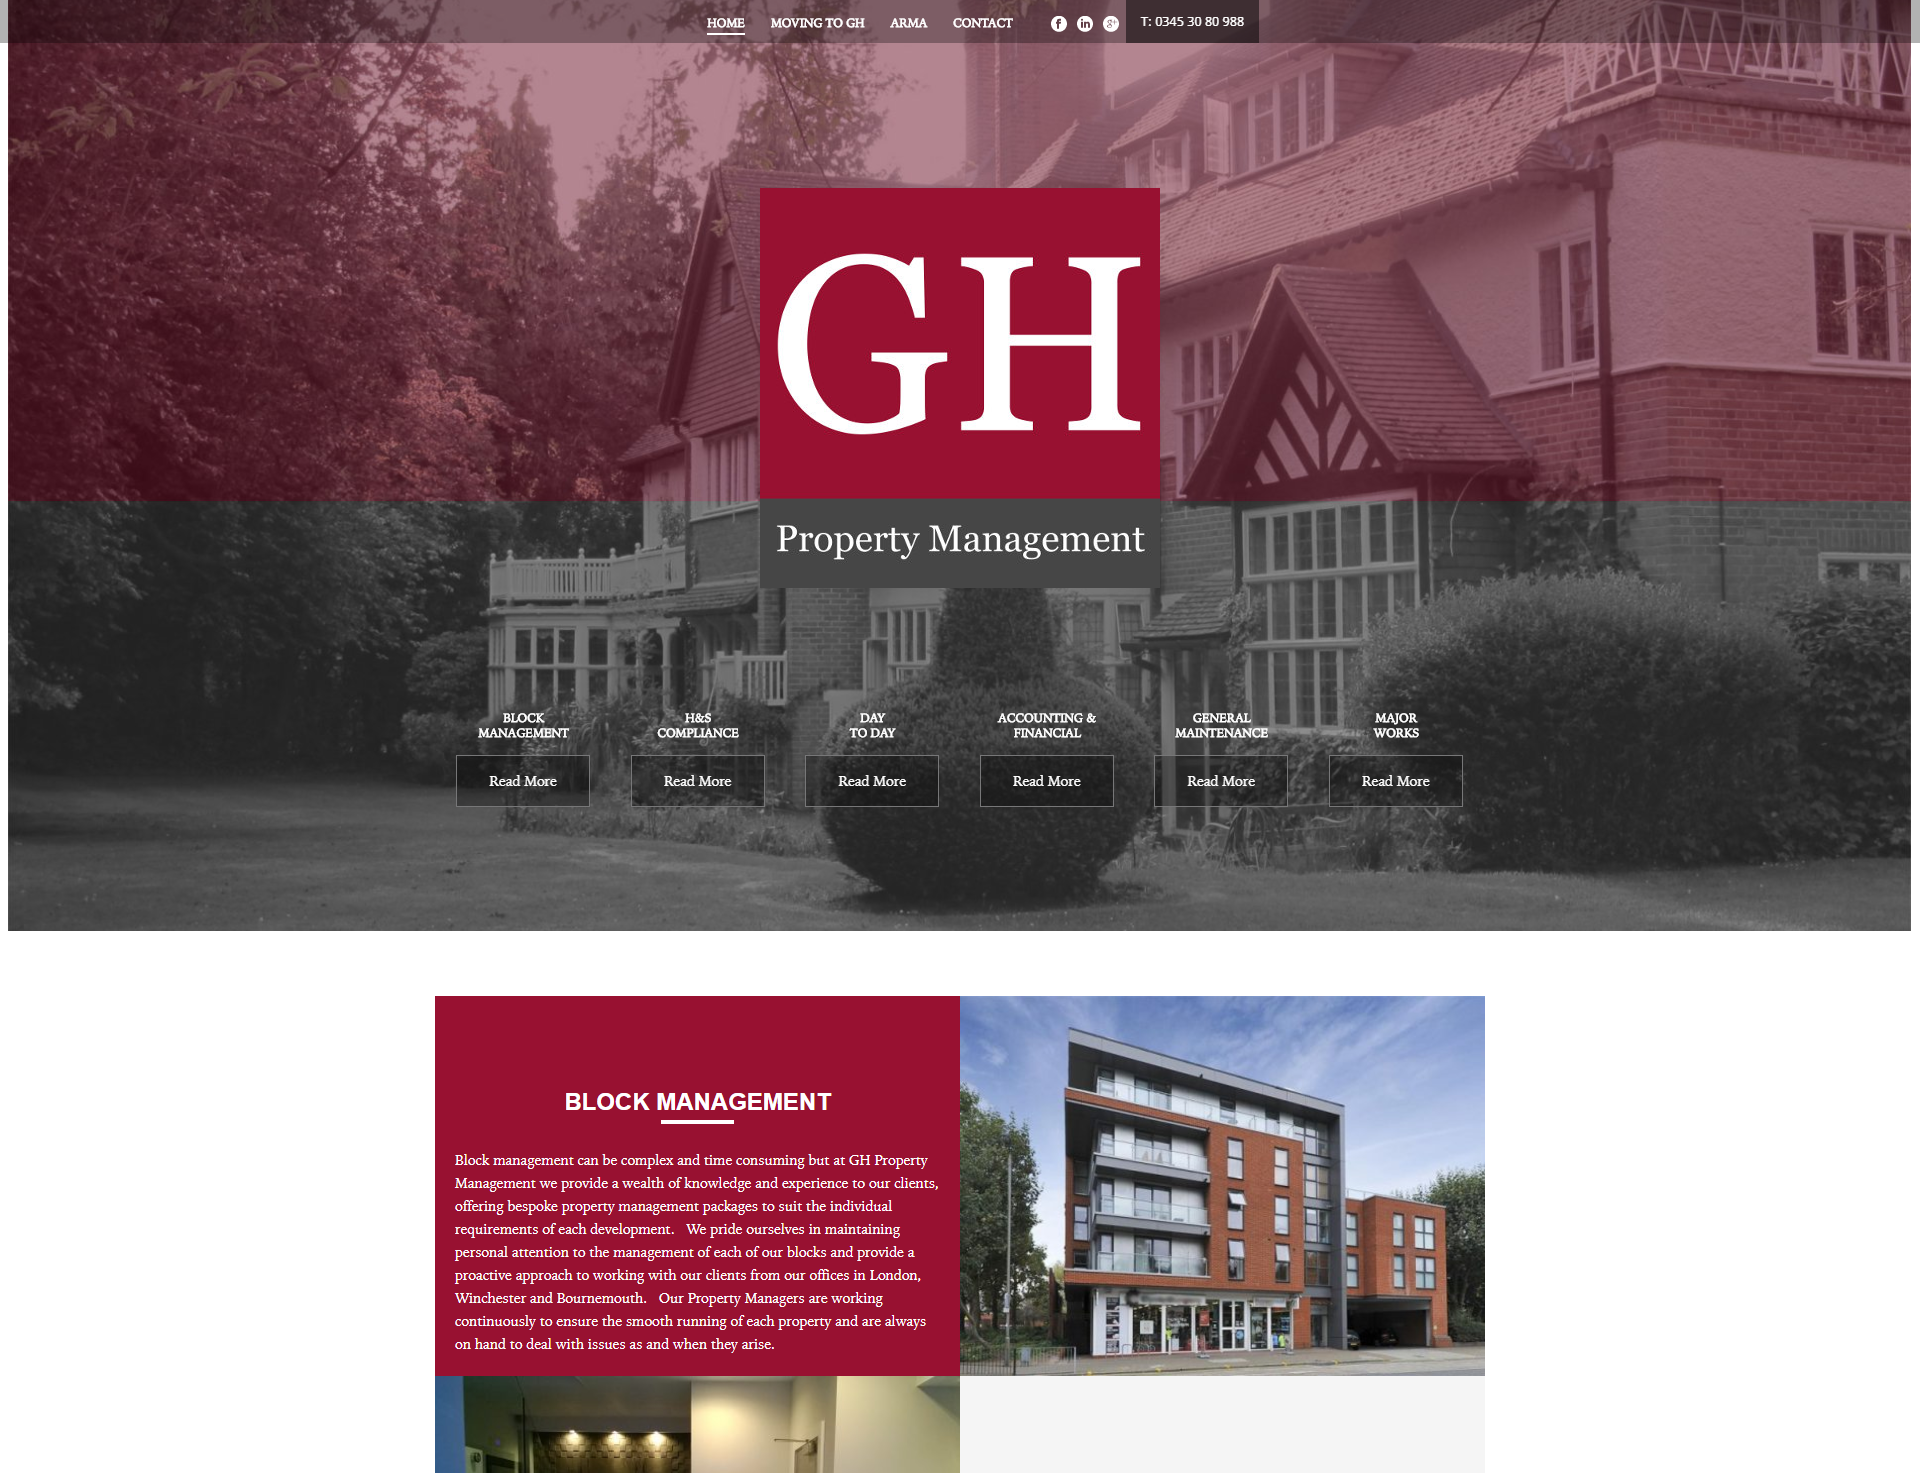 HOME MOVING TO GH ARMA CONTACT T: 0345 30 80 988
GH
Property Management
BLOCK
MANAGEMENT
Read More
H&S
COMPLIANCE
Read More
DAY
TO DAY
Read More
ACCOUNTING &
FINANCIAL
Read More
GENERAL
MAINTENANCE
Read More
MAJOR
WORKS
Read More
BLOCK MANAGEMENT
Block management can be complex and time consuming but at GH Property
Management we provide a wealth of knowledge and experience to our clients,
offering bespoke property management packages to suit the individual
requirements of each development. We pride ourselves in maintaining
personal attention to the management of each of our blocks and provide a
proactive approach to working with our clients from our offices in London,
Winchester and Bournemouth. Our Property Managers are working
continuously to ensure the smooth running of each property and are always
on hand to deal with issues as and when they arise.